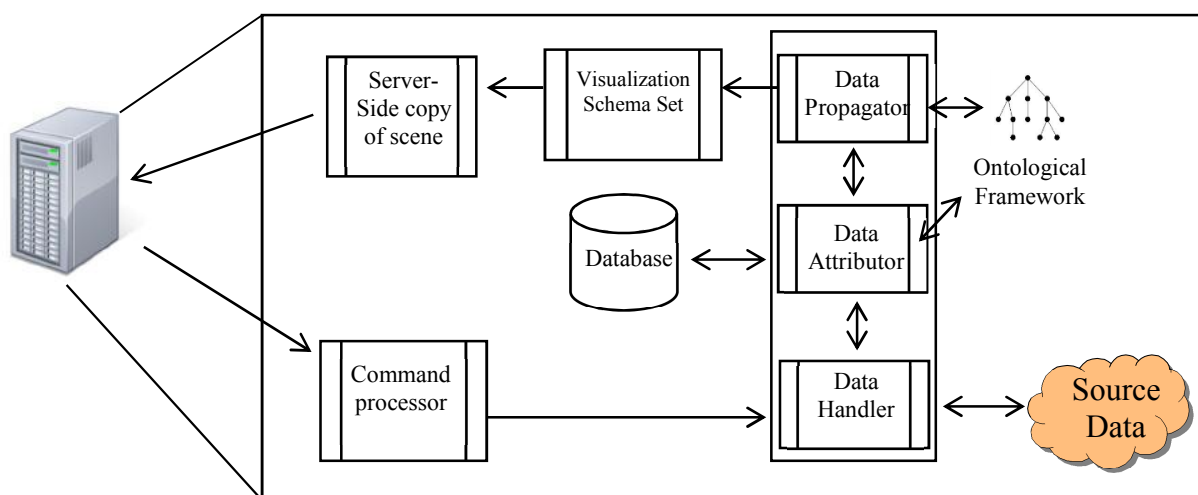 Server-
Side copy
of scene
Visualization
Schema Set
Data
Propagator
Ontological
Framework
Database
Data
Attributor
Command
processor
Data
Handler
Source
Data